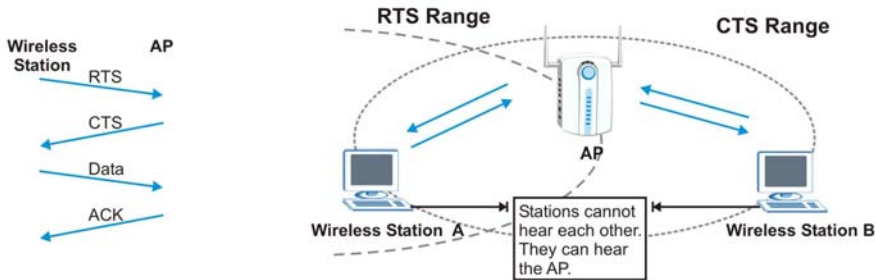 Wireless
Station
AP
RTS
CTS
Data
ACK
RTS Range
CTS Range
AP
Wireless Station A
Stations cannot
hear each other.
They can hear
the AP.
Wireless Station B